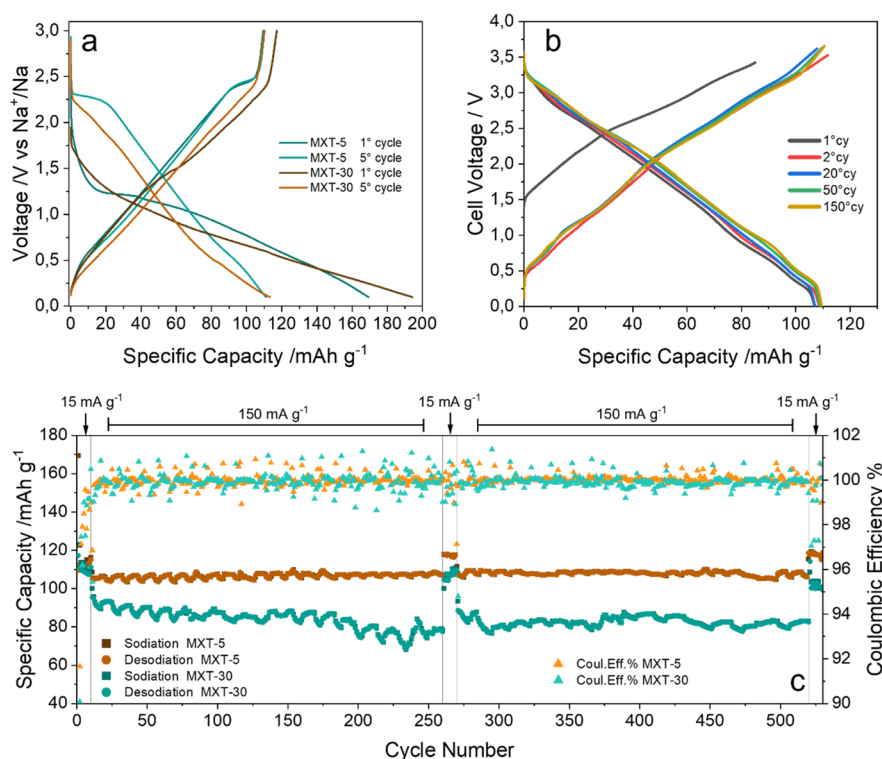 a
3,0
2,5
2,0
1,5
1,0
0,5
0,0
Voltage /V vs Na⁺/Na
MXT-5 1° cycle
MXT-5 5° cycle
MXT-30 1° cycle
MXT-30 5° cycle
0 20 40 60 80 100 120 140 160 180 200
Specific Capacity /mAh g⁻¹
b
4,0
3,5
3,0
2,5
2,0
1,5
1,0
0,5
0,0
Cell Voltage / V
1°cy
2°cy
20°cy
50°cy
150°cy
0 20 40 60 80 100 120
Specific Capacity /mAh g⁻¹
15 mA g⁻¹ 150 mA g⁻¹ 15 mA g⁻¹ 150 mA g⁻¹ 15 mA g⁻¹
180
160
140
120
100
80
60
40
Specific Capacity /mAh g⁻¹
102
100
98
96
94
92
90
Coulombic Efficiency %
Sodiation MXT-5
Desodiation MXT-5
Sodiation MXT-30
Desodiation MXT-30
Coul.Eff.% MXT-5
Coul.Eff.% MXT-30
c
0 50 100 150 200 250 300 350 400 450 500
Cycle Number